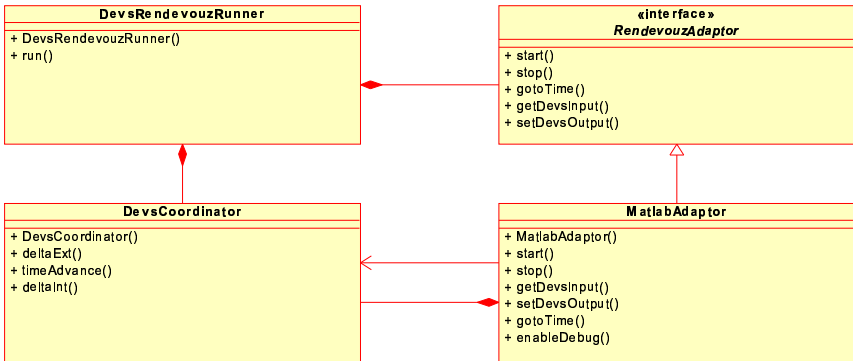 DevsRendevouzRunner
+ DevsRendevouzRunner()
+ run()
«interface»
RendevouzAdaptor
+ start()
+ stop()
+ gotoTime()
+ getDevsInput()
+ setDevsOutput()
DevsCoordinator
+ DevsCoordinator()
+ deltaExt()
+ timeAdvance()
+ deltaInt()
MatlabAdaptor
+ MatlabAdaptor()
+ start()
+ stop()
+ getDevsInput()
+ setDevsOutput()
+ gotoTime()
+ enableDebug()